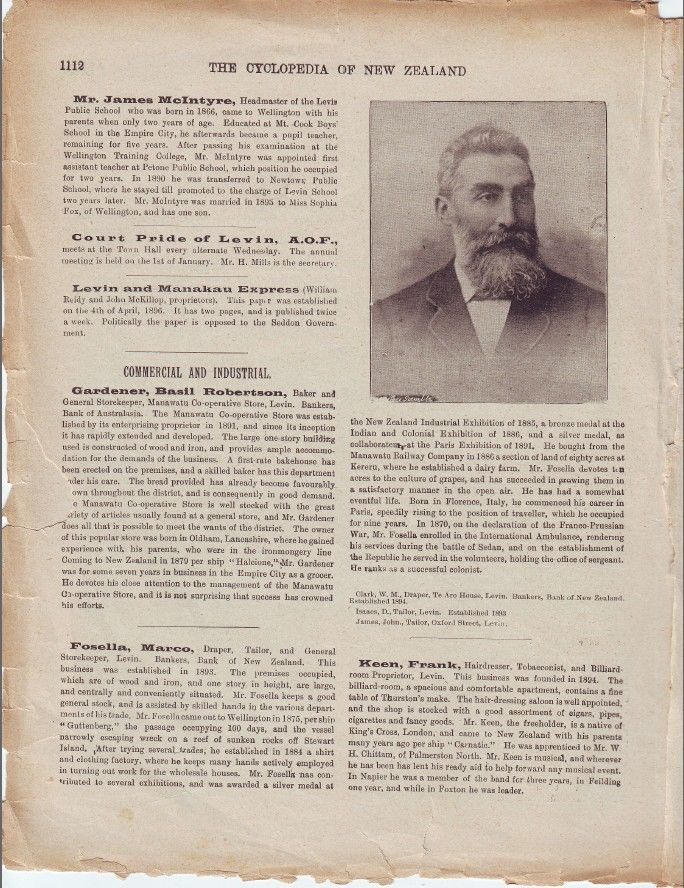 1112
THE CYCLOPEDIA OF NEW ZEALAND
Mr. James McIntyre, Headmaster of the Levin
Public School who was born in 1866, came to Wellington with his
parents when only two years of age. Educated at Mt. Cook Boys'
School in the Empire City, he afterwards became a pupil teacher,
remaining for five years. After passing his examination at the
Wellington Training College, Mr. McIntyre was appointed first
assistant teacher at Petone Public School, which position he occupied
for two years. In 1890 he was transferred to Newtown Public
School, where he stayed till promoted to the charge of Levin School
two years later. Mr. McIntyre was married in 1895 to Miss Sophia
Fox, of Wellington, and has one son.
Court Pride of Levin, A.O.F.,
meets at the Town Hall every alternate Wednesday. The annual
meeting is held on the 1st of January. Mr. H. Mills is the secretary.
Levin and Manakau Express (William
Reidy and John McKillop, proprietors). This paper was established
on the 4th of April, 1896. It has two pages, and is published twice
a week. Politically the paper is opposed to the Seddon Govern-
ment.
COMMERCIAL AND INDUSTRIAL.
Gardener, Basil Robertson, Baker and
General Storekeeper, Manawatu Co-operative Store, Levin. Bankers,
Bank of Australasia. The Manawatu Co-operative Store was estab-
lished by its enterprising proprietor in 1891, and since its inception
it has rapidly extended and developed. The large one-story building
used is constructed of wood and iron, and provides ample accommo-
dation for the demands of the business. A first-rate bakehouse has
been erected on the premises, and a skilled baker has this department
nder his care. The bread provided has already become favourably
own throughout the district, and is consequently in good demand.
e Manawatu Co-operative Store is well stocked with the great
riety of articles usually found at a general store, and Mr. Gardener
does all that is possible to meet the wants of the district. The owner
of this popular store was born in Oldham, Lancashire, where he gained
experience with his parents, who were in the ironmongery line
Coming to New Zealand in 1879 per ship "Halcione," Mr. Gardener
was for some seven years in business in the Empire City as a grocer.
He devotes his close attention to the management of the Manawatu
Co-operative Store, and it is not surprising that success has crowned
his efforts.
Fosella, Marco, Draper, Tailor, and General
Storekeeper, Levin. Bankers, Bank of New Zealand. This
business was established in 1893. The premises occupied,
which are of wood and iron, and one story in height, are large,
and centrally and conveniently situated. Mr. Fosella keeps a good
general stock, and is assisted by skilled hands in the various depart-
ments of his trade. Mr. Fosella came out to Wellington in 1875, per ship
"Guttenberg," the passage occupying 100 days, and the vessel
narrowly escaping wreck on a reef of sunken rocks off Stewart
Island. After trying several trades, he established in 1884 a shirt
and clothing factory, where he keeps many hands actively employed
in turning out work for the wholesale houses. Mr. Fosella has con-
tributed to several exhibitions, and was awarded a silver medal at
the New Zealand Industrial Exhibition of 1885, a bronze medal at the
Indian and Colonial Exhibition of 1886, and a silver medal, as
collaborateur, at the Paris Exhibition of 1891. He bought from the
Manawatu Railway Company in 1886 a section of land of eighty acres at
Kereru, where he established a dairy farm. Mr. Fosella devotes ten
acres to the culture of grapes, and has succeeded in growing them in
a satisfactory manner in the open air. He has had a somewhat
eventful life. Born in Florence, Italy, he commenced his career in
Paris, speedily rising to the position of traveller, which he occupied
for nine years. In 1870, on the declaration of the Franco-Prussian
War, Mr. Fosella enrolled in the International Ambulance, rendering
his services during the battle of Sedan, and on the establishment of
the Republic he served in the volunteers, holding the office of sergeant.
He ranks as a successful colonist.
Clark, W. M., Draper, Te Aro House, Levin. Bankers, Bank of New Zealand.
Established 1894.
Isaacs, D., Tailor, Levin. Established 1893
James, John., Tailor, Oxford Street, Levin.
Keen, Frank, Hairdresser, Tobacconist, and Billiard-
room Proprietor, Levin. This business was founded in 1894. The
billiard-room, a spacious and comfortable apartment, contains a fine
table of Thurston's make. The hair-dressing saloon is well appointed,
and the shop is stocked with a good assortment of cigars, pipes,
cigarettes and fancy goods. Mr. Keen, the freeholder, is a native of
King's Cross, London, and came to New Zealand with his parents
many years ago per ship "Carnatic." He was apprenticed to Mr. W.
H. Chittam, of Palmerston North. Mr. Keen is musical, and wherever
he has been has lent his ready aid to help forward any musical event.
In Napier he was a member of the band for three years, in Feilding
one year, and while in Foxton he was leader.